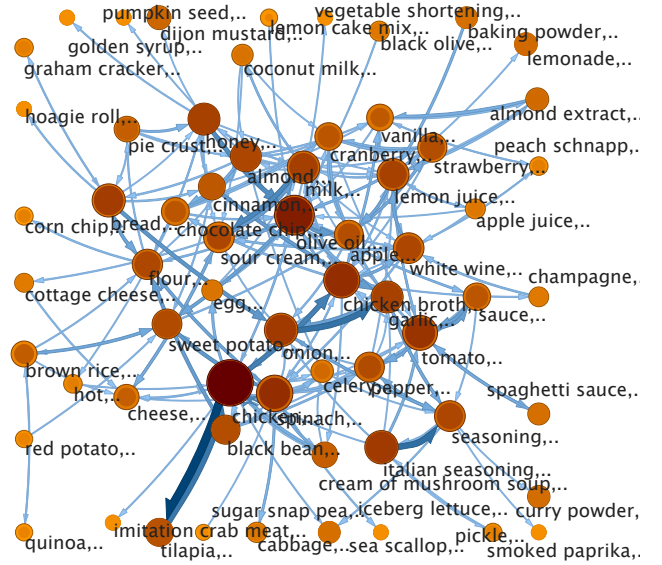 pumpkin seed,..
vegetable shortening,..
dijon mustard,..
lemon cake mix,..
baking powder,..
golden syrup,..
black olive,..
lemonade,..
graham cracker,..
coconut milk,..
hoagie roll,..
almond extract,..
pie crust,..
honey,..
vanilla,..
peach schnapp,..
cranberry,..
strawberry,..
almond,..
milk,..
lemon juice,..
cinnamon,..
corn chip,..
bread,..
chocolate chip,..
apple juice,..
olive oil,..
sour cream,..
apple,..
white wine,..
flour,..
champagne,..
cottage cheese,..
egg,..
chicken broth,..
sauce,..
garlic,..
sweet potato,..
onion,..
tomato,..
brown rice,..
celery,..
pepper,..
spaghetti sauce,..
hot,..
cheese,..
chicken,..
spinach,..
seasoning,..
red potato,..
black bean,..
italian seasoning,..
cream of mushroom soup,..
sugar snap pea,..
iceberg lettuce,..
curry powder,
imitation crab meat,..
pickle,..
quinoa,..
tilapia,..
cabbage,..
sea scallop,..
smoked paprika,..